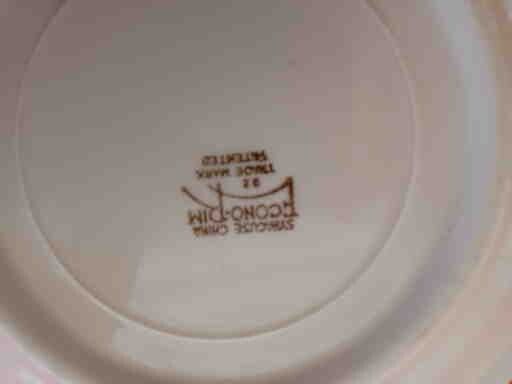 SYRACUSE CHINA
ECONO-RIM
TRADE MARK
PATENTED